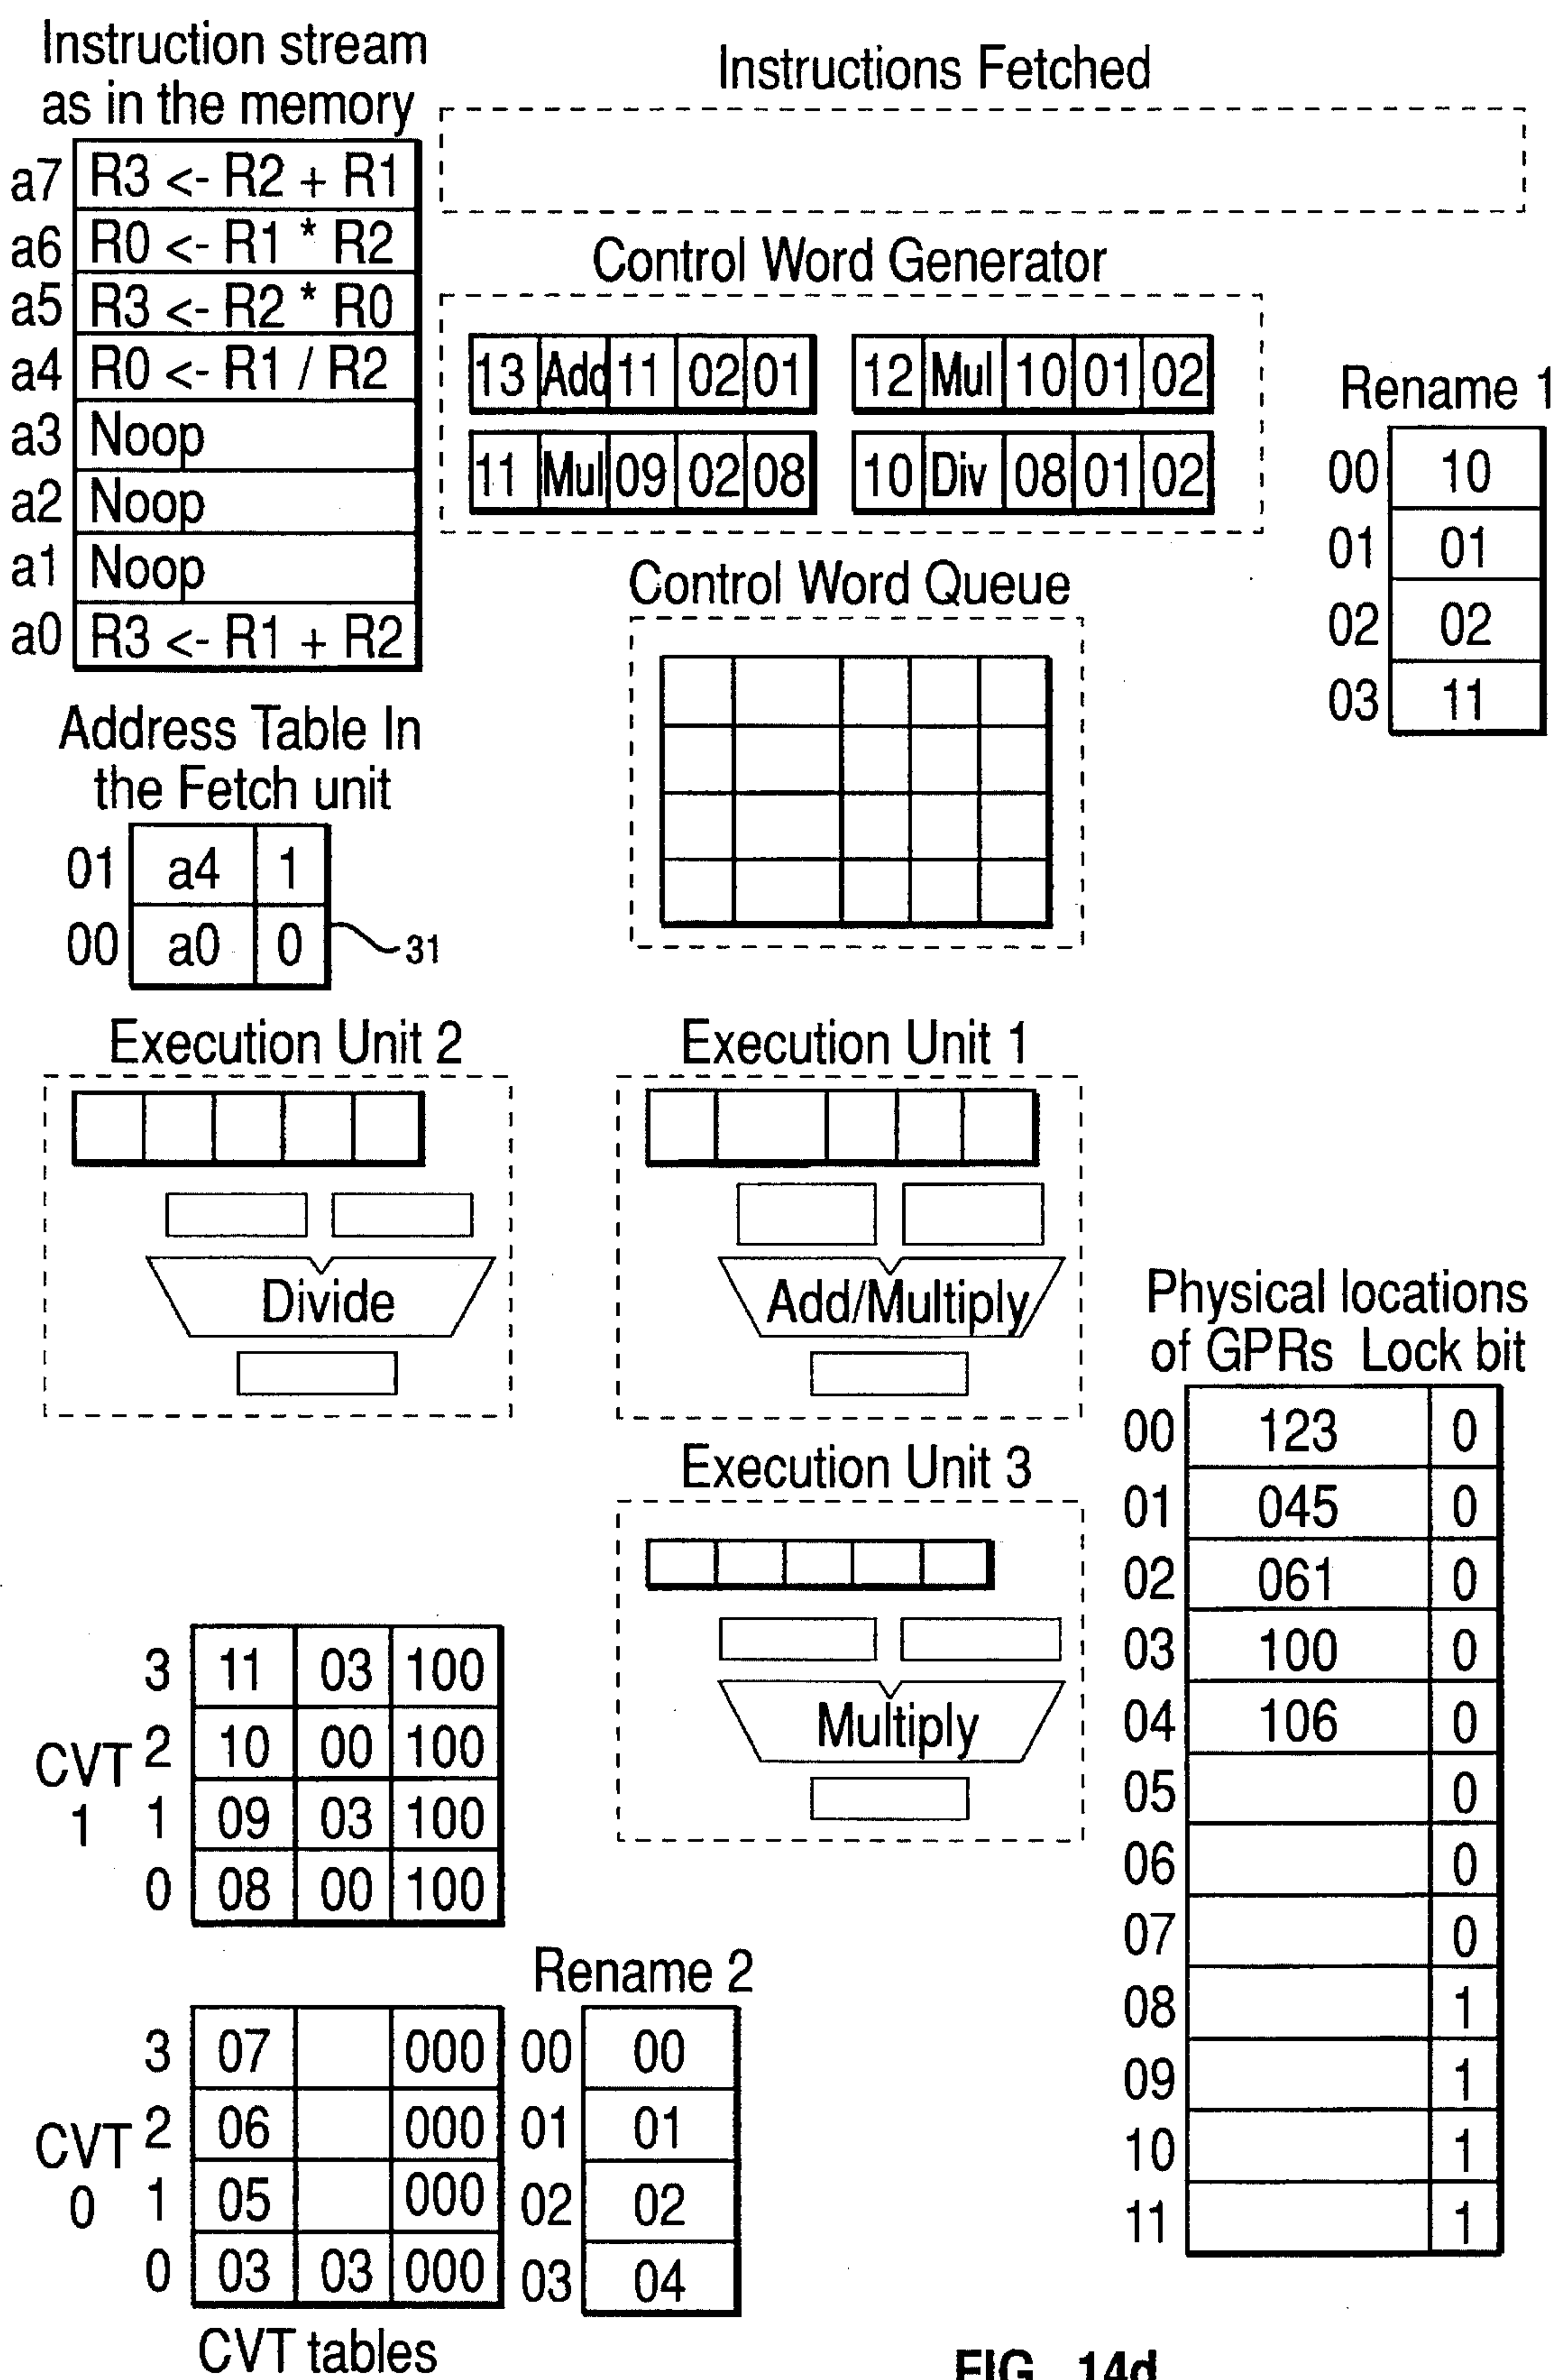 Instruction stream
as in the memory
a7 R3 <- R2 + R1
a6 R0 <- R1 * R2
a5 R3 <- R2 * R0
a4 R0 <- R1 / R2
a3 Noop
a2 Noop
a1 Noop
a0 R3 <- R1 + R2
Instructions Fetched
Control Word Generator
13 Add 11 02 01 12 Mul 10 01 02
11 Mul 09 02 08 10 Div 08 01 02
Rename 1
00 10
01 01
02 02
03 11
Control Word Queue
Address Table In
the Fetch unit
01 a4 1
00 a0 0
31
Execution Unit 2
Divide
Execution Unit 1
Add/Multiply
Execution Unit 3
Multiply
Physical locations
of GPRs Lock bit
00 123 0
01 045 0
02 061 0
03 100 0
04 106 0
05 0
06 0
07 0
08 1
09 1
10 1
11 1
CVT
1
3 11 03 100
2 10 00 100
1 09 03 100
0 08 00 100
CVT
0
3 07 000
2 06 000
1 05 000
0 03 03 000
CVT tables
Rename 2
00 00
01 01
02 02
03 04
FIG. 14d